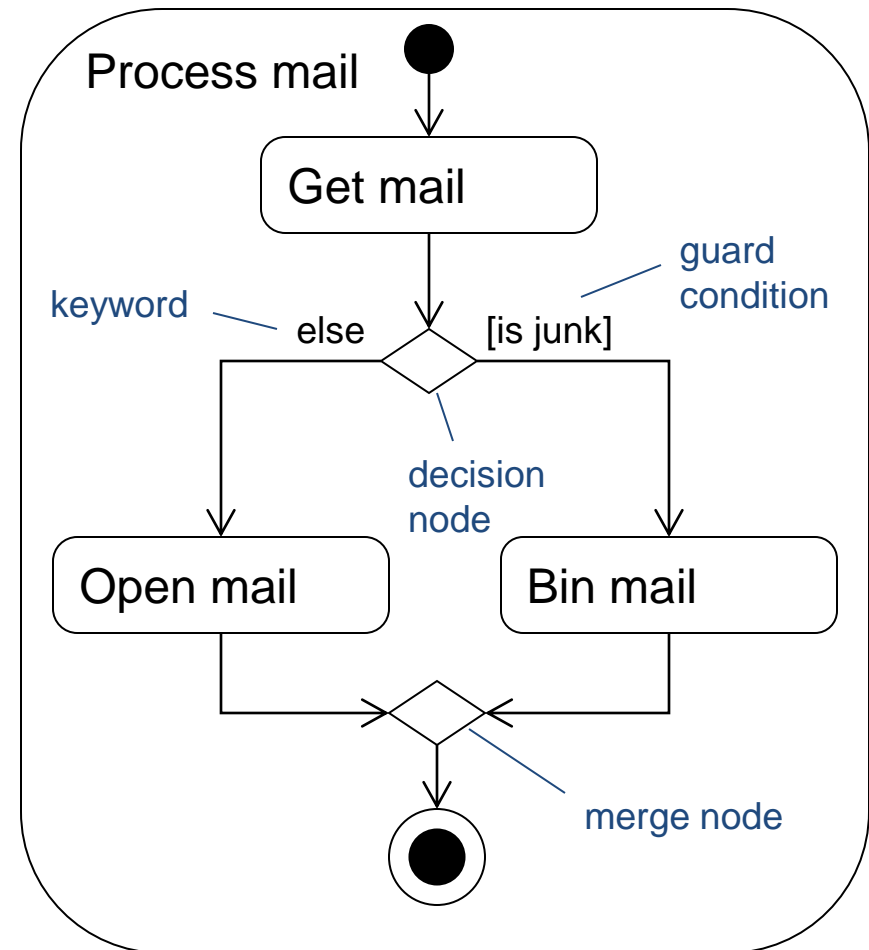 Process mail
Get mail
guard
condition
keyword
else
[is junk]
decision
node
Open mail
Bin mail
merge node